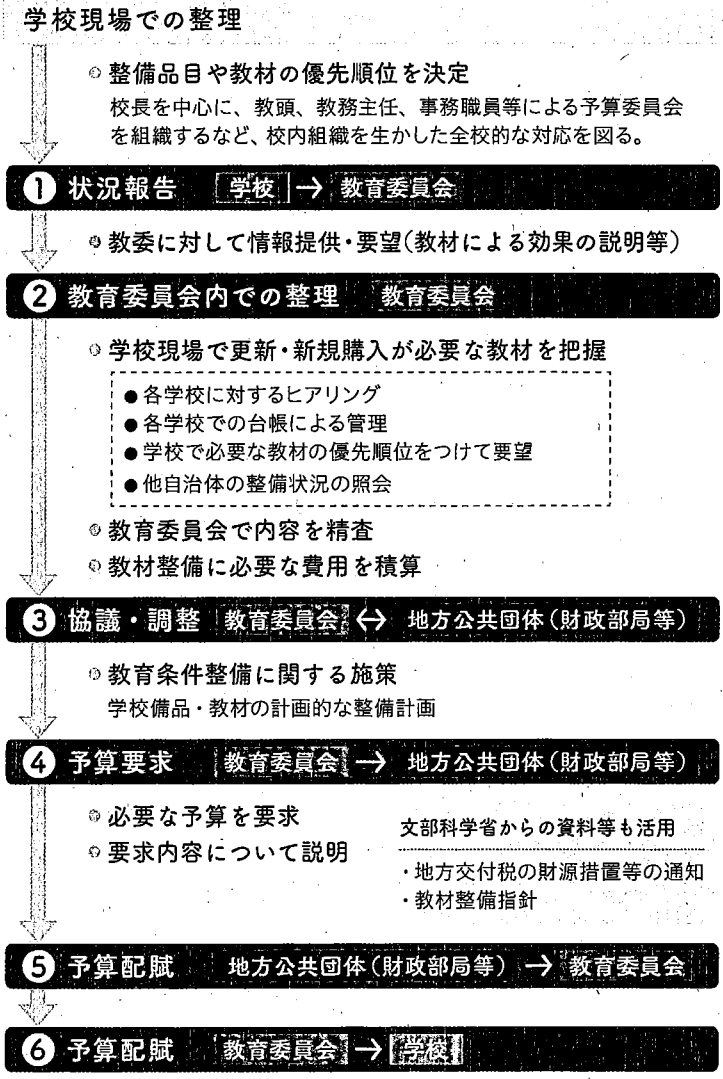 学校現場での整理
整備品目や教材の優先順位を決定
校長を中心に、教頭、教務主任、事務職員等による予算委員会
を組織するなど、校内組織を生かした全校的な対応を図る。
❶ 状況報告 学校 → 教育委員会
教委に対して情報提供・要望(教材による効果の説明等)
❷ 教育委員会内での整理 教育委員会
学校現場で更新・新規購入が必要な教材を把握
●各学校に対するヒアリング
●各学校での台帳による管理
●学校で必要な教材の優先順位をつけて要望
●他自治体の整備状況の照会
教育委員会で内容を精査
教材整備に必要な費用を積算
❸ 協議・調整 教育委員会 ↔ 地方公共団体(財政部局等)
教育条件整備に関する施策
学校備品・教材の計画的な整備計画
❹ 予算要求 教育委員会 → 地方公共団体(財政部局等)
必要な予算を要求
要求内容について説明
文部科学省からの資料等も活用
・地方交付税の財源措置等の通知
・教材整備指針
❺ 予算配賦 地方公共団体(財政部局等) → 教育委員会
❻ 予算配賦 教育委員会 → 学校